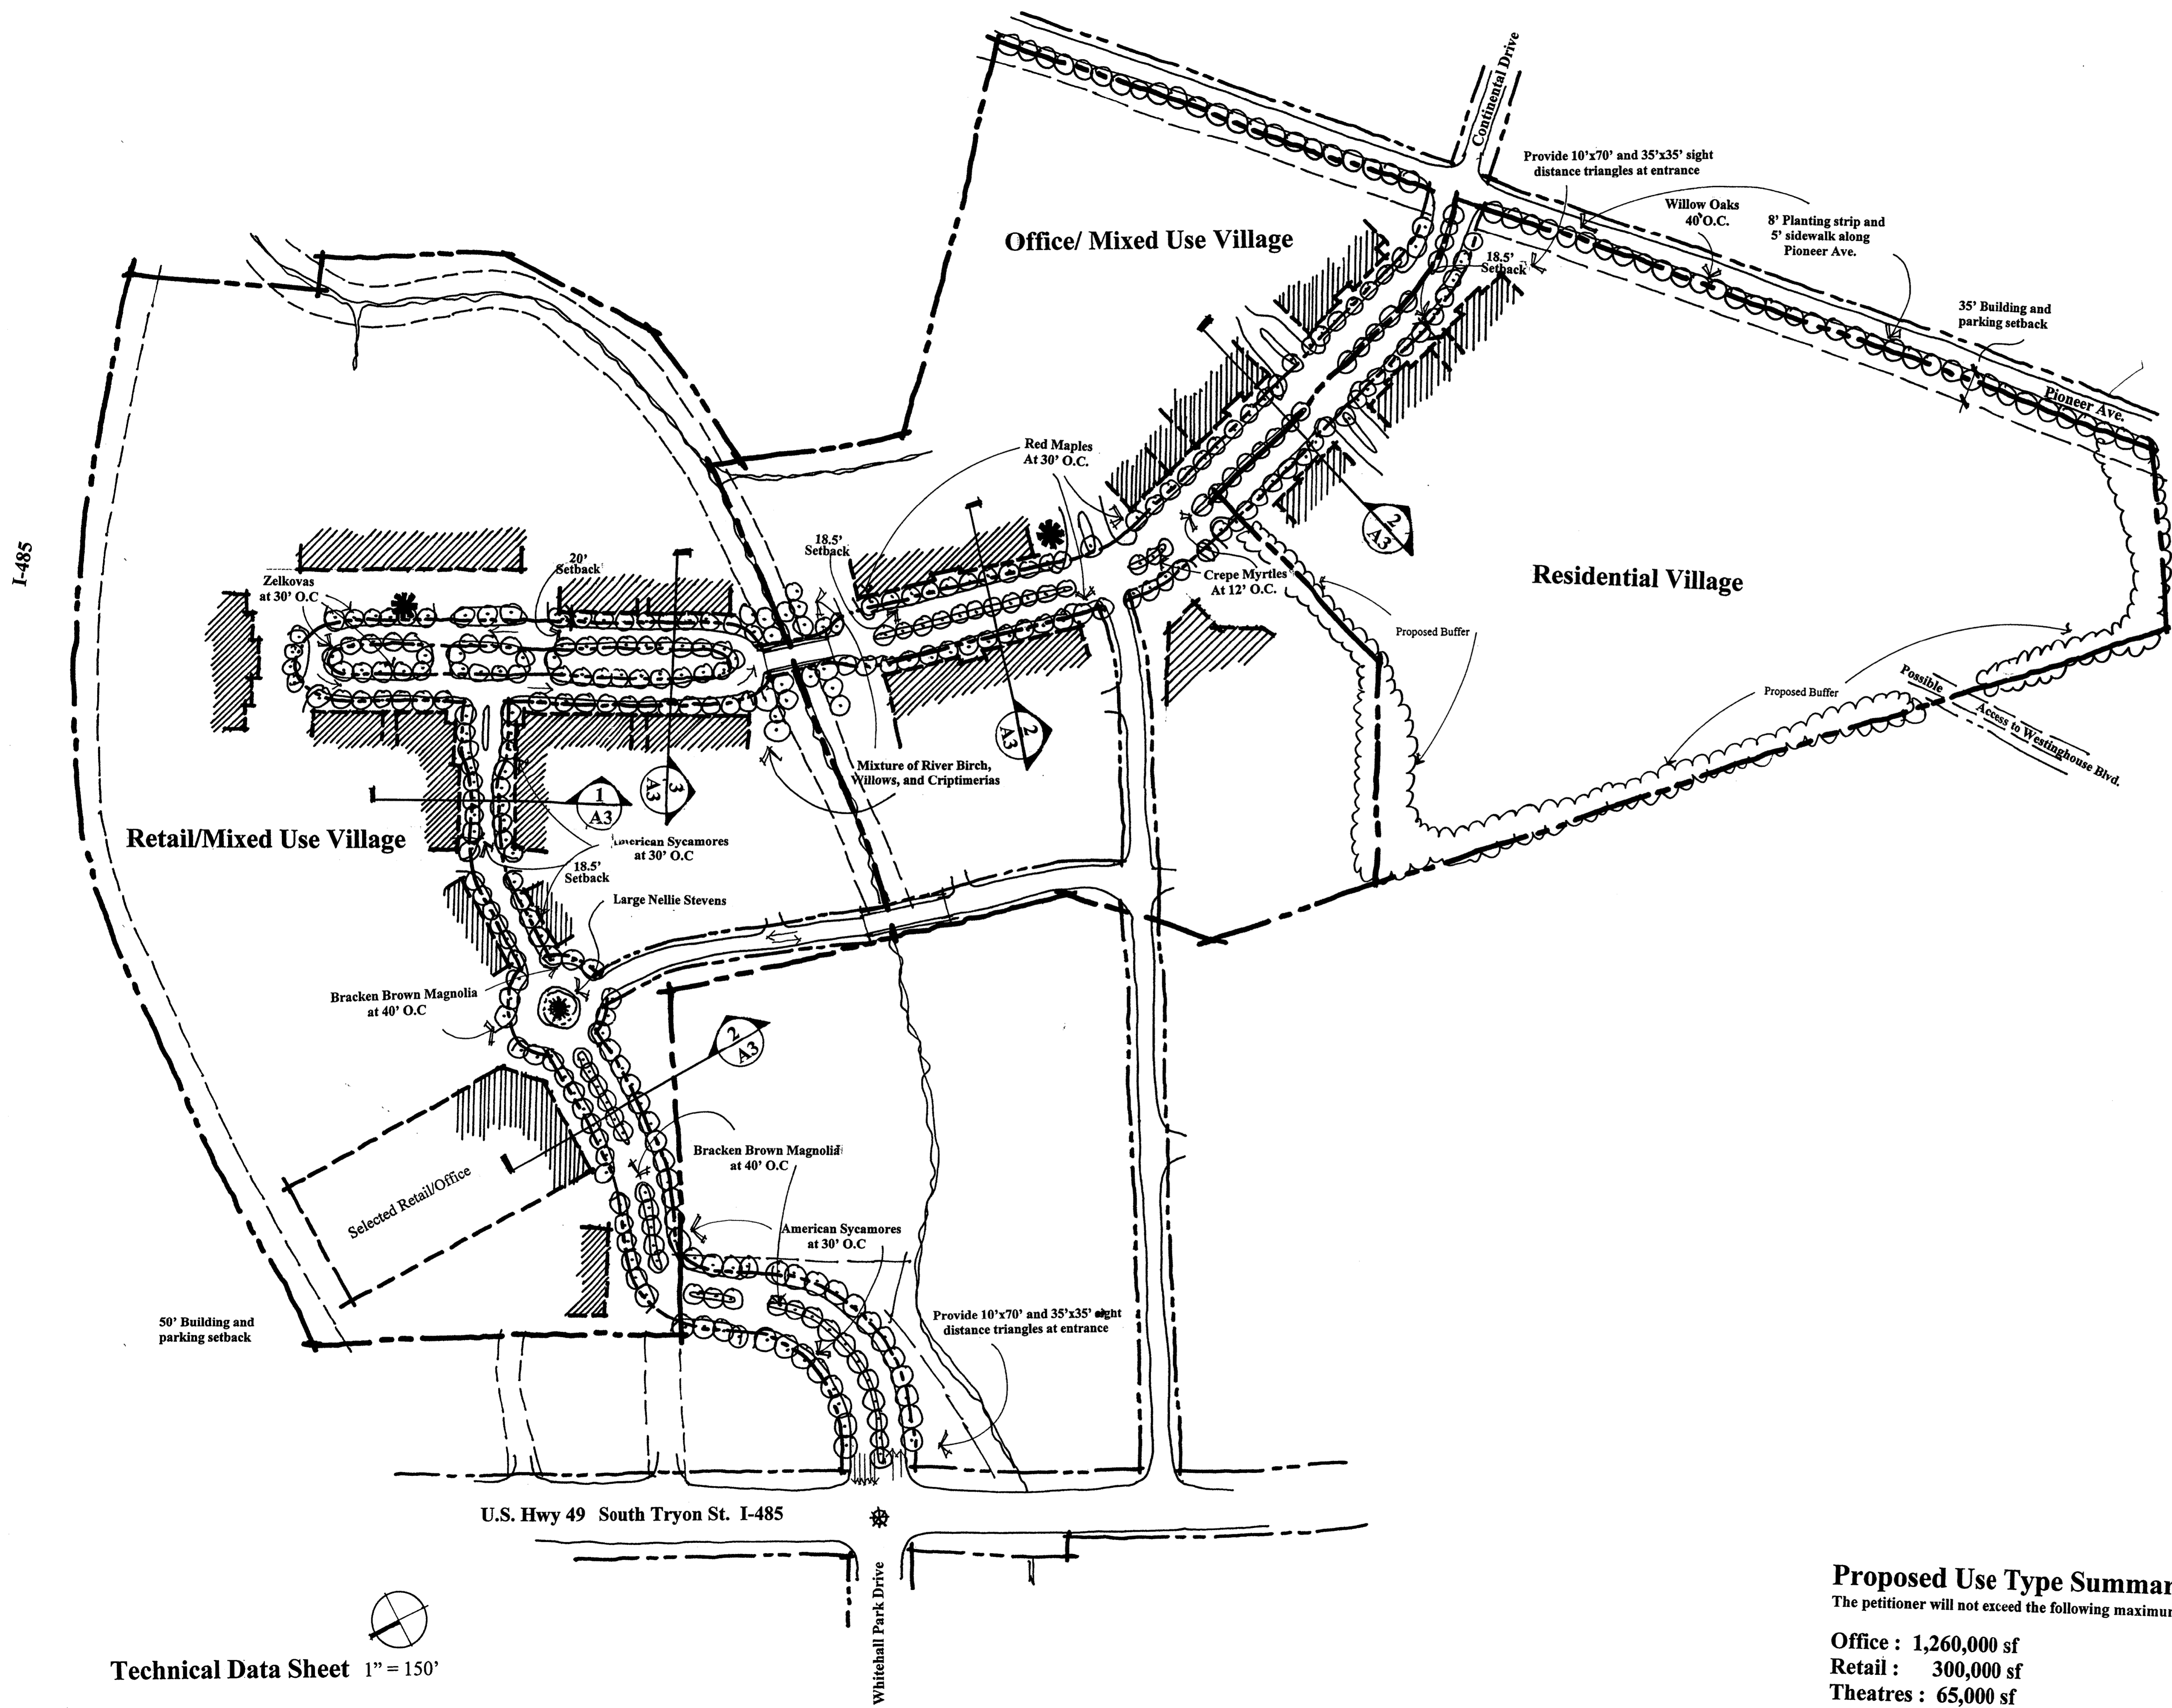 Continental Drive
Provide 10'x70' and 35'x35' sight
distance triangles at entrance
Willow Oaks
40' O.C.
8' Planting strip and
5' sidewalk along
Pioneer Ave.
Office/ Mixed Use Village
18.5'
Setback
35' Building and
parking setback
Pioneer Ave.
Red Maples
At 30' O.C.
2
A3
I-485
18.5'
Setback
20'
Setback
Zelkovas
at 30' O.C
Crepe Myrtles
At 12' O.C.
Residential Village
Proposed Buffer
Possible
Access to Westinghouse Blvd.
Proposed Buffer
2
A3
Mixture of River Birch,
Willows, and Criptimerias
1
A3
3
A3
Retail/Mixed Use Village
American Sycamores
at 30' O.C
18.5'
Setback
Large Nellie Stevens
Bracken Brown Magnolia
at 40' O.C
2
A3
Bracken Brown Magnolia
at 40' O.C
Selected Retail/Office
American Sycamores
at 30' O.C
50' Building and
parking setback
Provide 10'x70' and 35'x35' sight
distance triangles at entrance
U.S. Hwy 49 South Tryon St. I-485
Whitehall Park Drive
Technical Data Sheet 1" = 150'
Proposed Use Type Summar
The petitioner will not exceed the following maximu
Office : 1,260,000 sf
Retail : 300,000 sf
Theatres : 65,000 sf